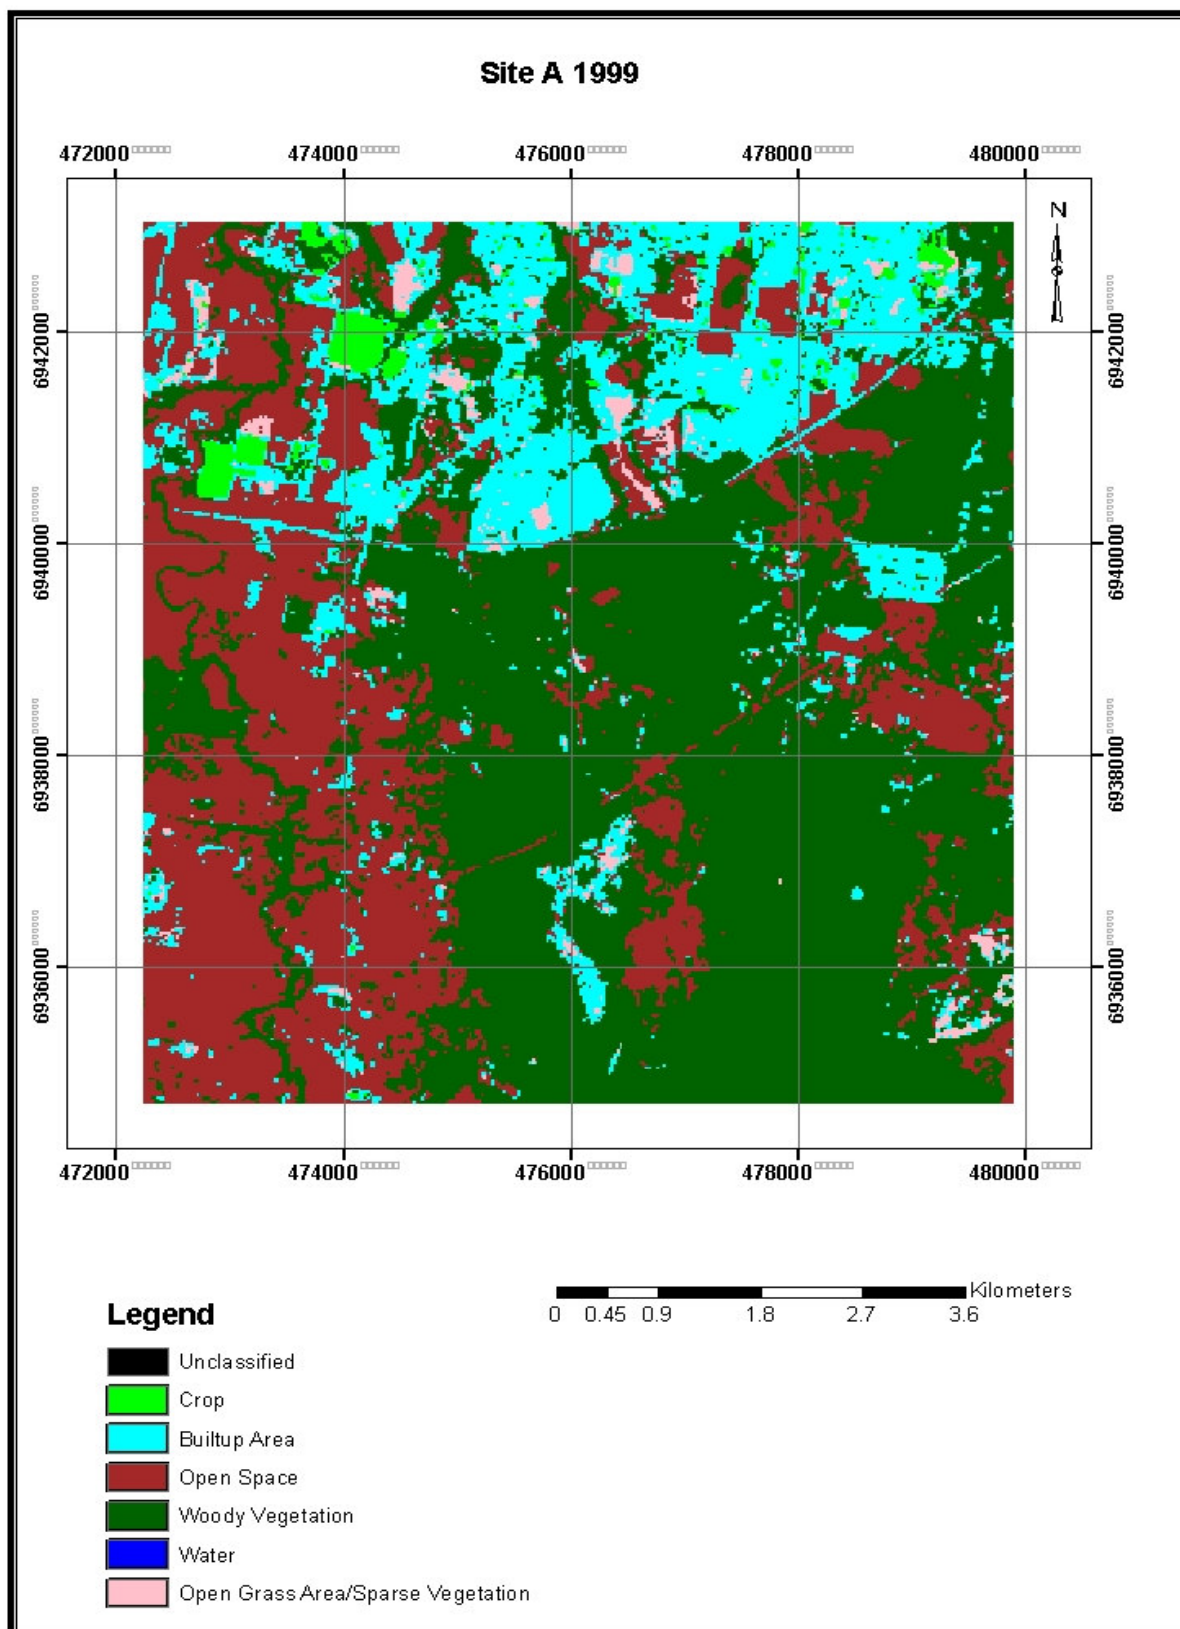 Site A 1999
472000 474000 476000 478000 480000
N
6942000 6942000
6940000 6940000
6938000 6938000
6936000 6936000
472000 474000 476000 478000 480000
Kilometers
0 0.45 0.9 1.8 2.7 3.6
Legend
Unclassified
Crop
Builtup Area
Open Space
Woody Vegetation
Water
Open Grass Area/Sparse Vegetation